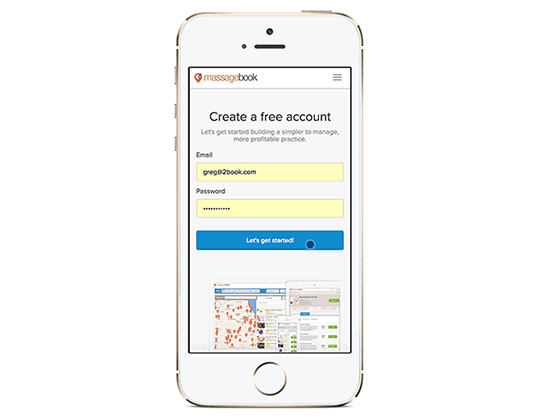 massagebook
Create a free account
Let's get started building a simpler to manage,
more profitable practice.
Email
greg@2book.com
Password
•••••••••••
Let's get started!